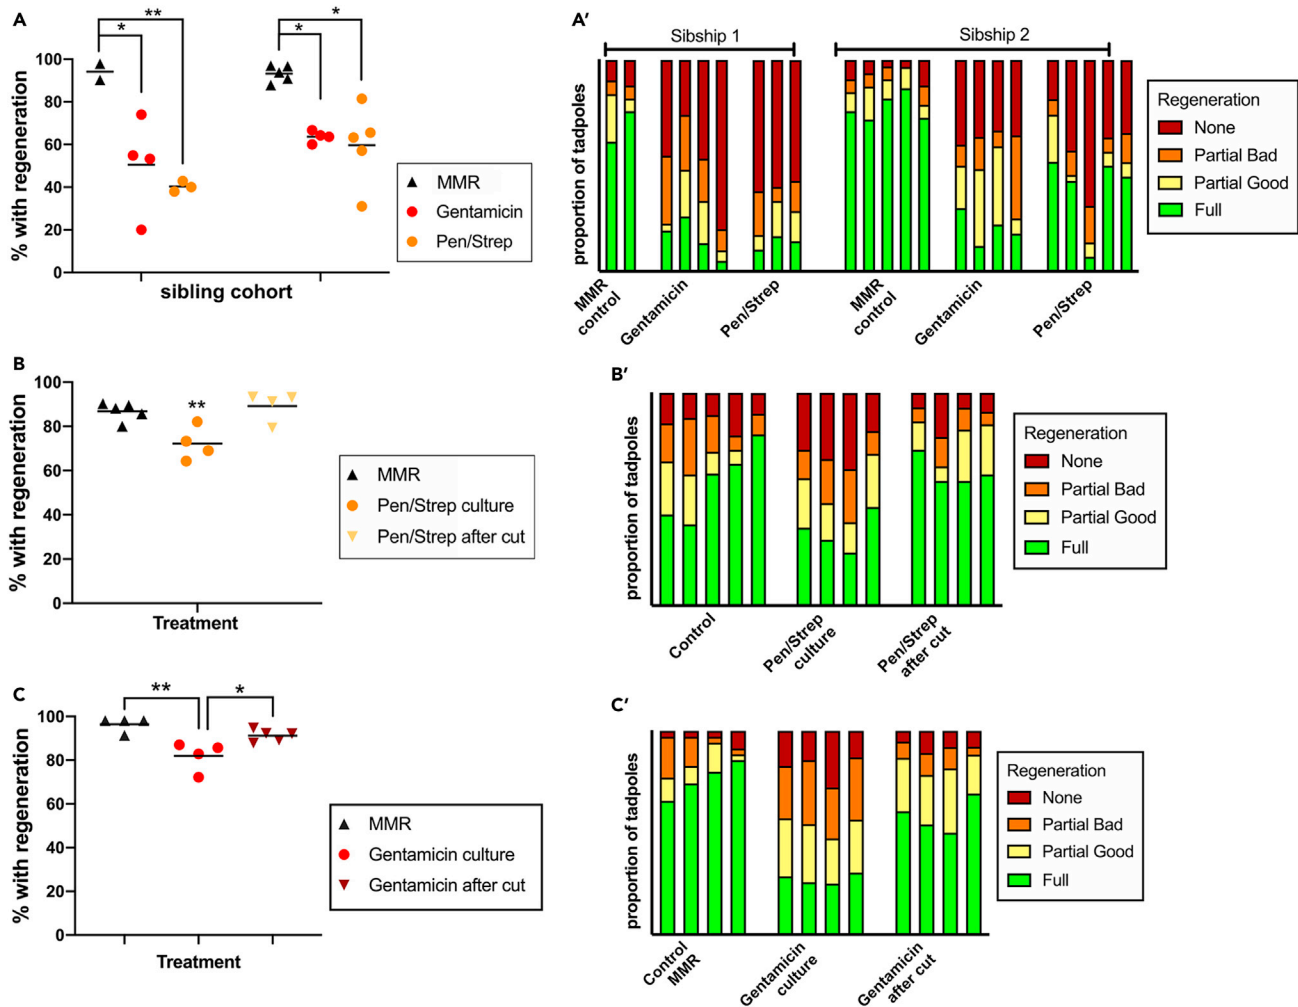 A
** 
*
*
*
% with regeneration
100
80
60
40
20
0
sibling cohort
MMR
Gentamicin
Pen/Strep
A′
Sibship 1
Sibship 2
proportion of tadpoles
MMR
control
Gentamicin
Pen/Strep
MMR
control
Gentamicin
Pen/Strep
Regeneration
None
Partial Bad
Partial Good
Full
B
% with regeneration
100
80
60
40
20
0
**
Treatment
MMR
Pen/Strep culture
Pen/Strep after cut
B′
proportion of tadpoles
Control
Pen/Strep
culture
Pen/Strep
after cut
Regeneration
None
Partial Bad
Partial Good
Full
C
% with regeneration
100
80
60
40
20
0
**
*
Treatment
MMR
Gentamicin culture
Gentamicin after cut
C′
proportion of tadpoles
Control
MMR
Gentamicin
culture
Gentamicin
after cut
Regeneration
None
Partial Bad
Partial Good
Full